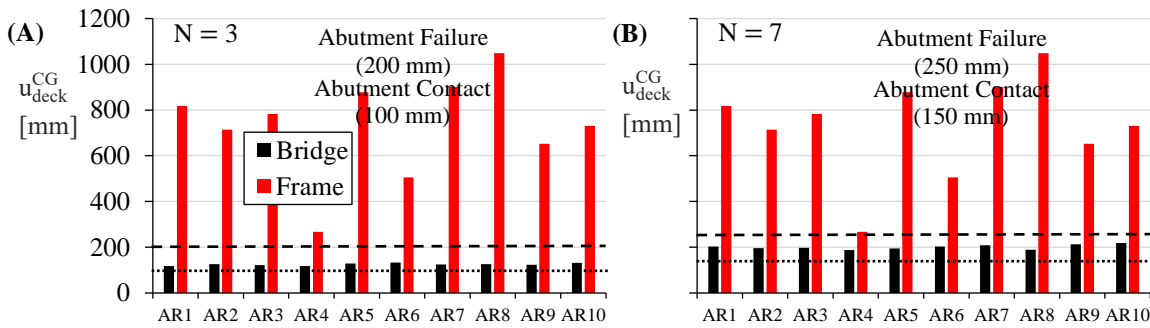 (A)
1200
1000
800
600
400
200
0
u_deck^CG
[mm]
N = 3
Abutment Failure
(200 mm)
Abutment Contact
(100 mm)
Bridge
Frame
AR1 AR2 AR3 AR4 AR5 AR6 AR7 AR8 AR9 AR10
(B)
u_deck^CG
[mm]
N = 7
Abutment Failure
(250 mm)
Abutment Contact
(150 mm)
AR1 AR2 AR3 AR4 AR5 AR6 AR7 AR8 AR9 AR10